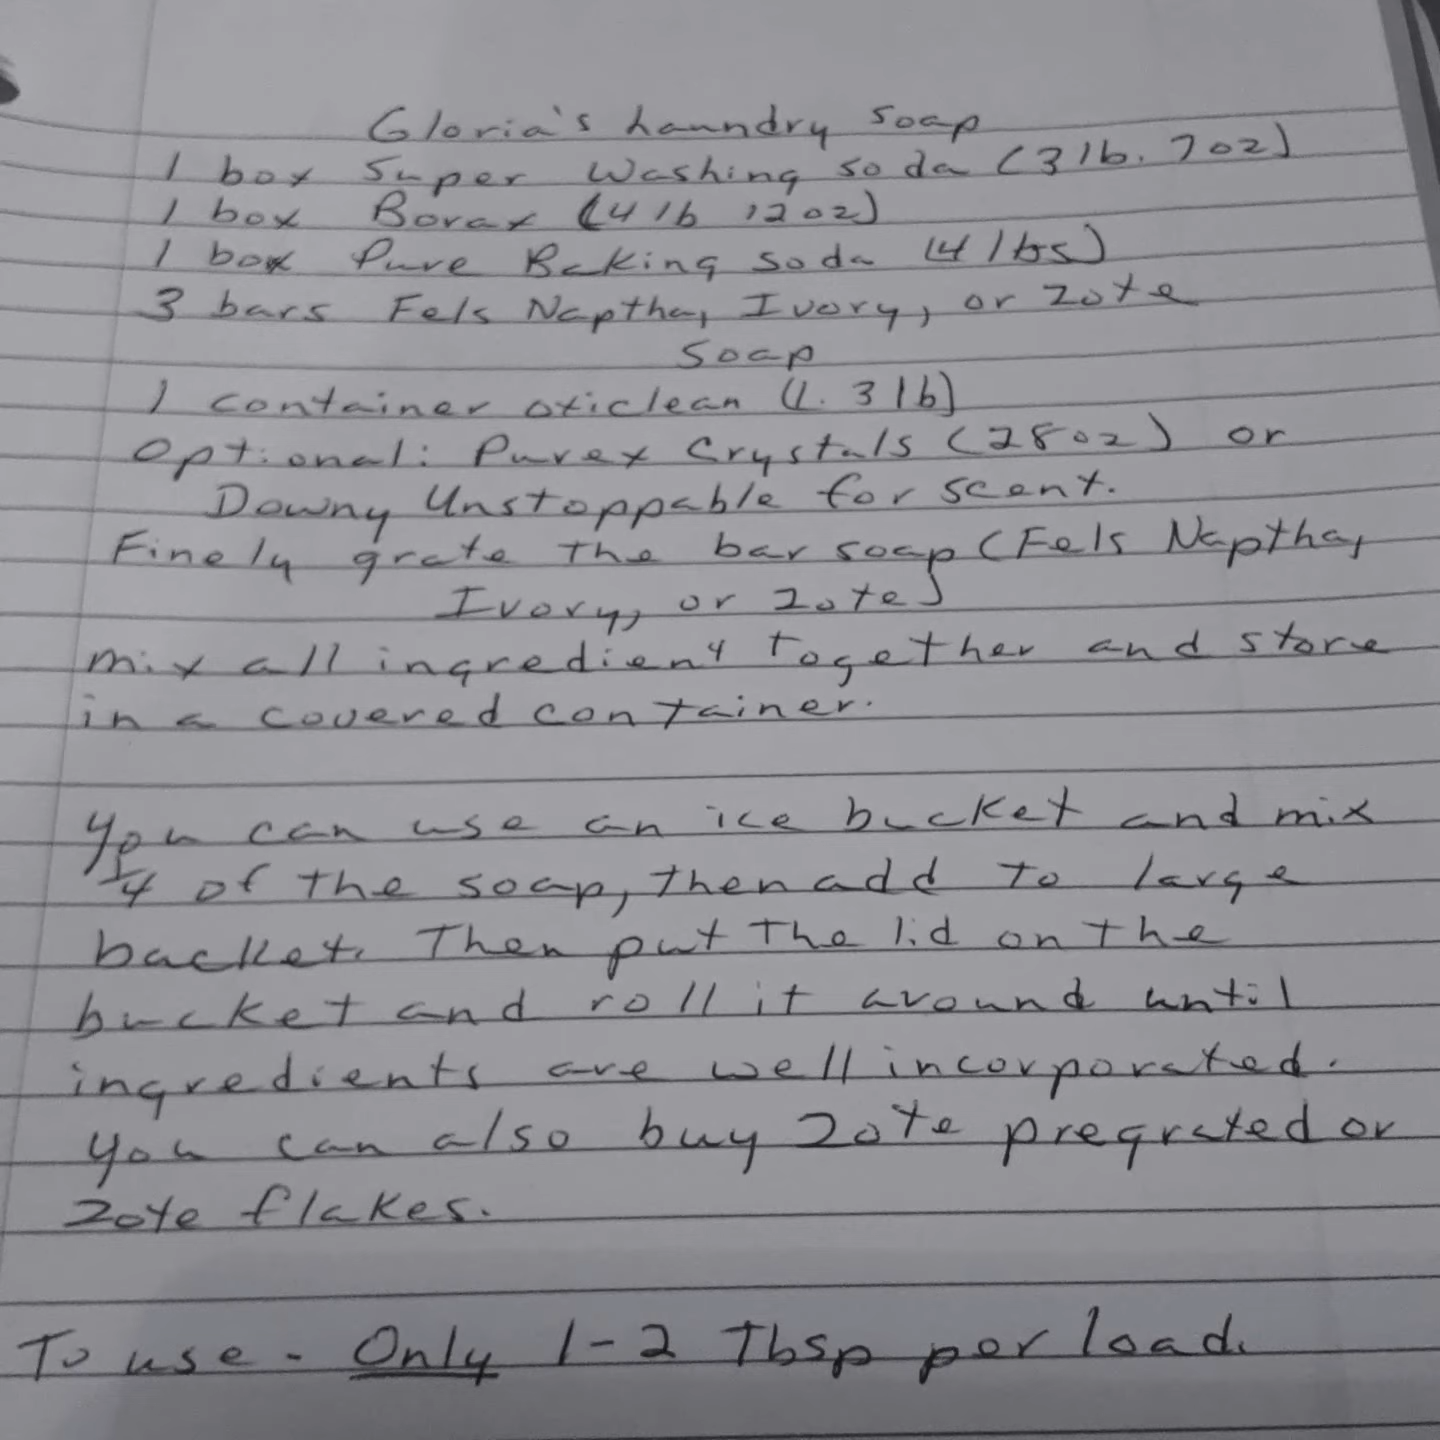 Gloria's Laundry Soap
1 box Super Washing soda (3 lb. 7 oz)
1 box Borax (4 lb 12 oz)
1 box Pure Baking soda (4 lbs)
3 bars Fels Naptha, Ivory, or Zote
Soap
1 container oxiclean (1.3 lb)
Optional: Purex Crystals (28 oz) or
Downy Unstoppable for scent.
Finely grate the bar soap (Fels Naptha,
Ivory, or Zote)
Mix all ingredient together and store
in a covered container.
You can use an ice bucket and mix
1/4 of the soap, then add to large
backet. Then put the lid on the
bucket and roll it around until
ingredients are well incorporated.
You can also buy Zote pregrated or
Zote flakes.
To use - Only 1-2 Tbsp per load.